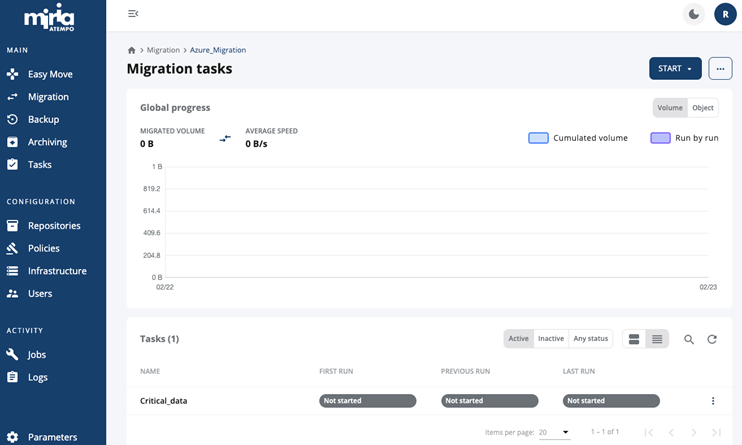 miria
ATEMPO
R
MAIN
Easy Move
Migration
Backup
Archiving
Tasks
CONFIGURATION
Repositories
Policies
Infrastructure
Users
ACTIVITY
Jobs
Logs
Parameters
Migration > Azure_Migration
Migration tasks
START
Global progress
Volume Object
MIGRATED VOLUME AVERAGE SPEED
0 B 0 B/s
Cumulated volume Run by run
1 B
819.2
614.4
409.6
204.8
0 B
02/22 02/23
Tasks (1)
Active Inactive Any status
NAME FIRST RUN PREVIOUS RUN LAST RUN
Critical_data Not started Not started Not started
Items per page: 20 1 – 1 of 1